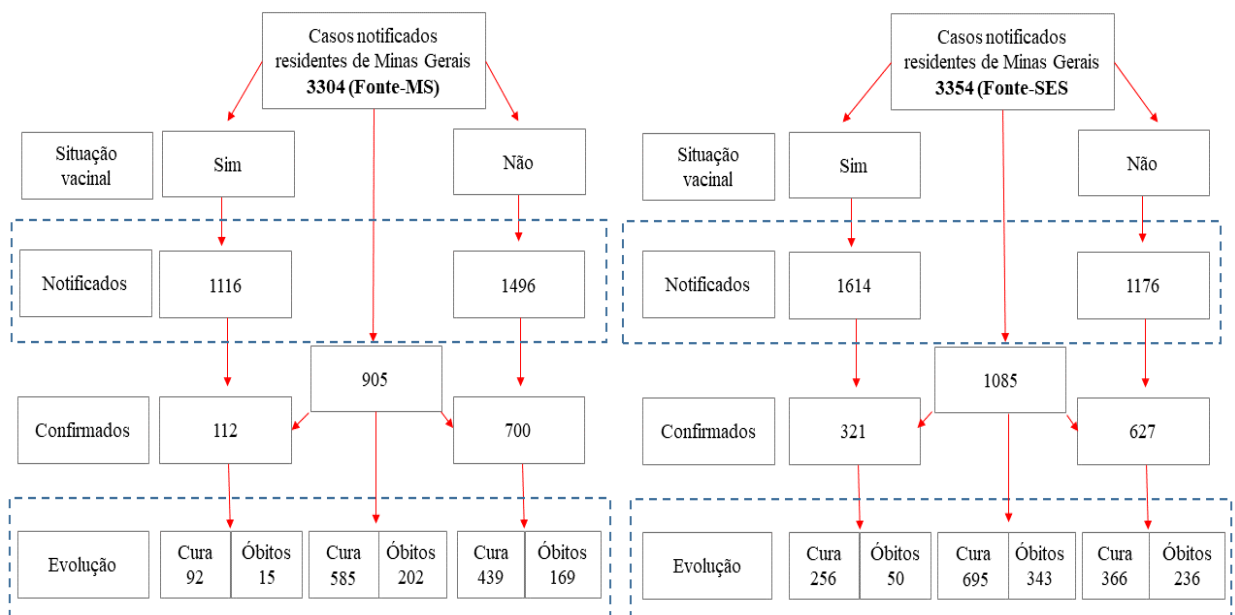 Casos notificados
residentes de Minas Gerais
3304 (Fonte-MS)
Situação
vacinal
Sim
Não
Notificados
1116
1496
905
Confirmados
112
700
Evolução
Cura
92
Óbitos
15
Cura
585
Óbitos
202
Cura
439
Óbitos
169
Casos notificados
residentes de Minas Gerais
3354 (Fonte-SES
Situação
vacinal
Sim
Não
Notificados
1614
1176
1085
Confirmados
321
627
Evolução
Cura
256
Óbitos
50
Cura
695
Óbitos
343
Cura
366
Óbitos
236